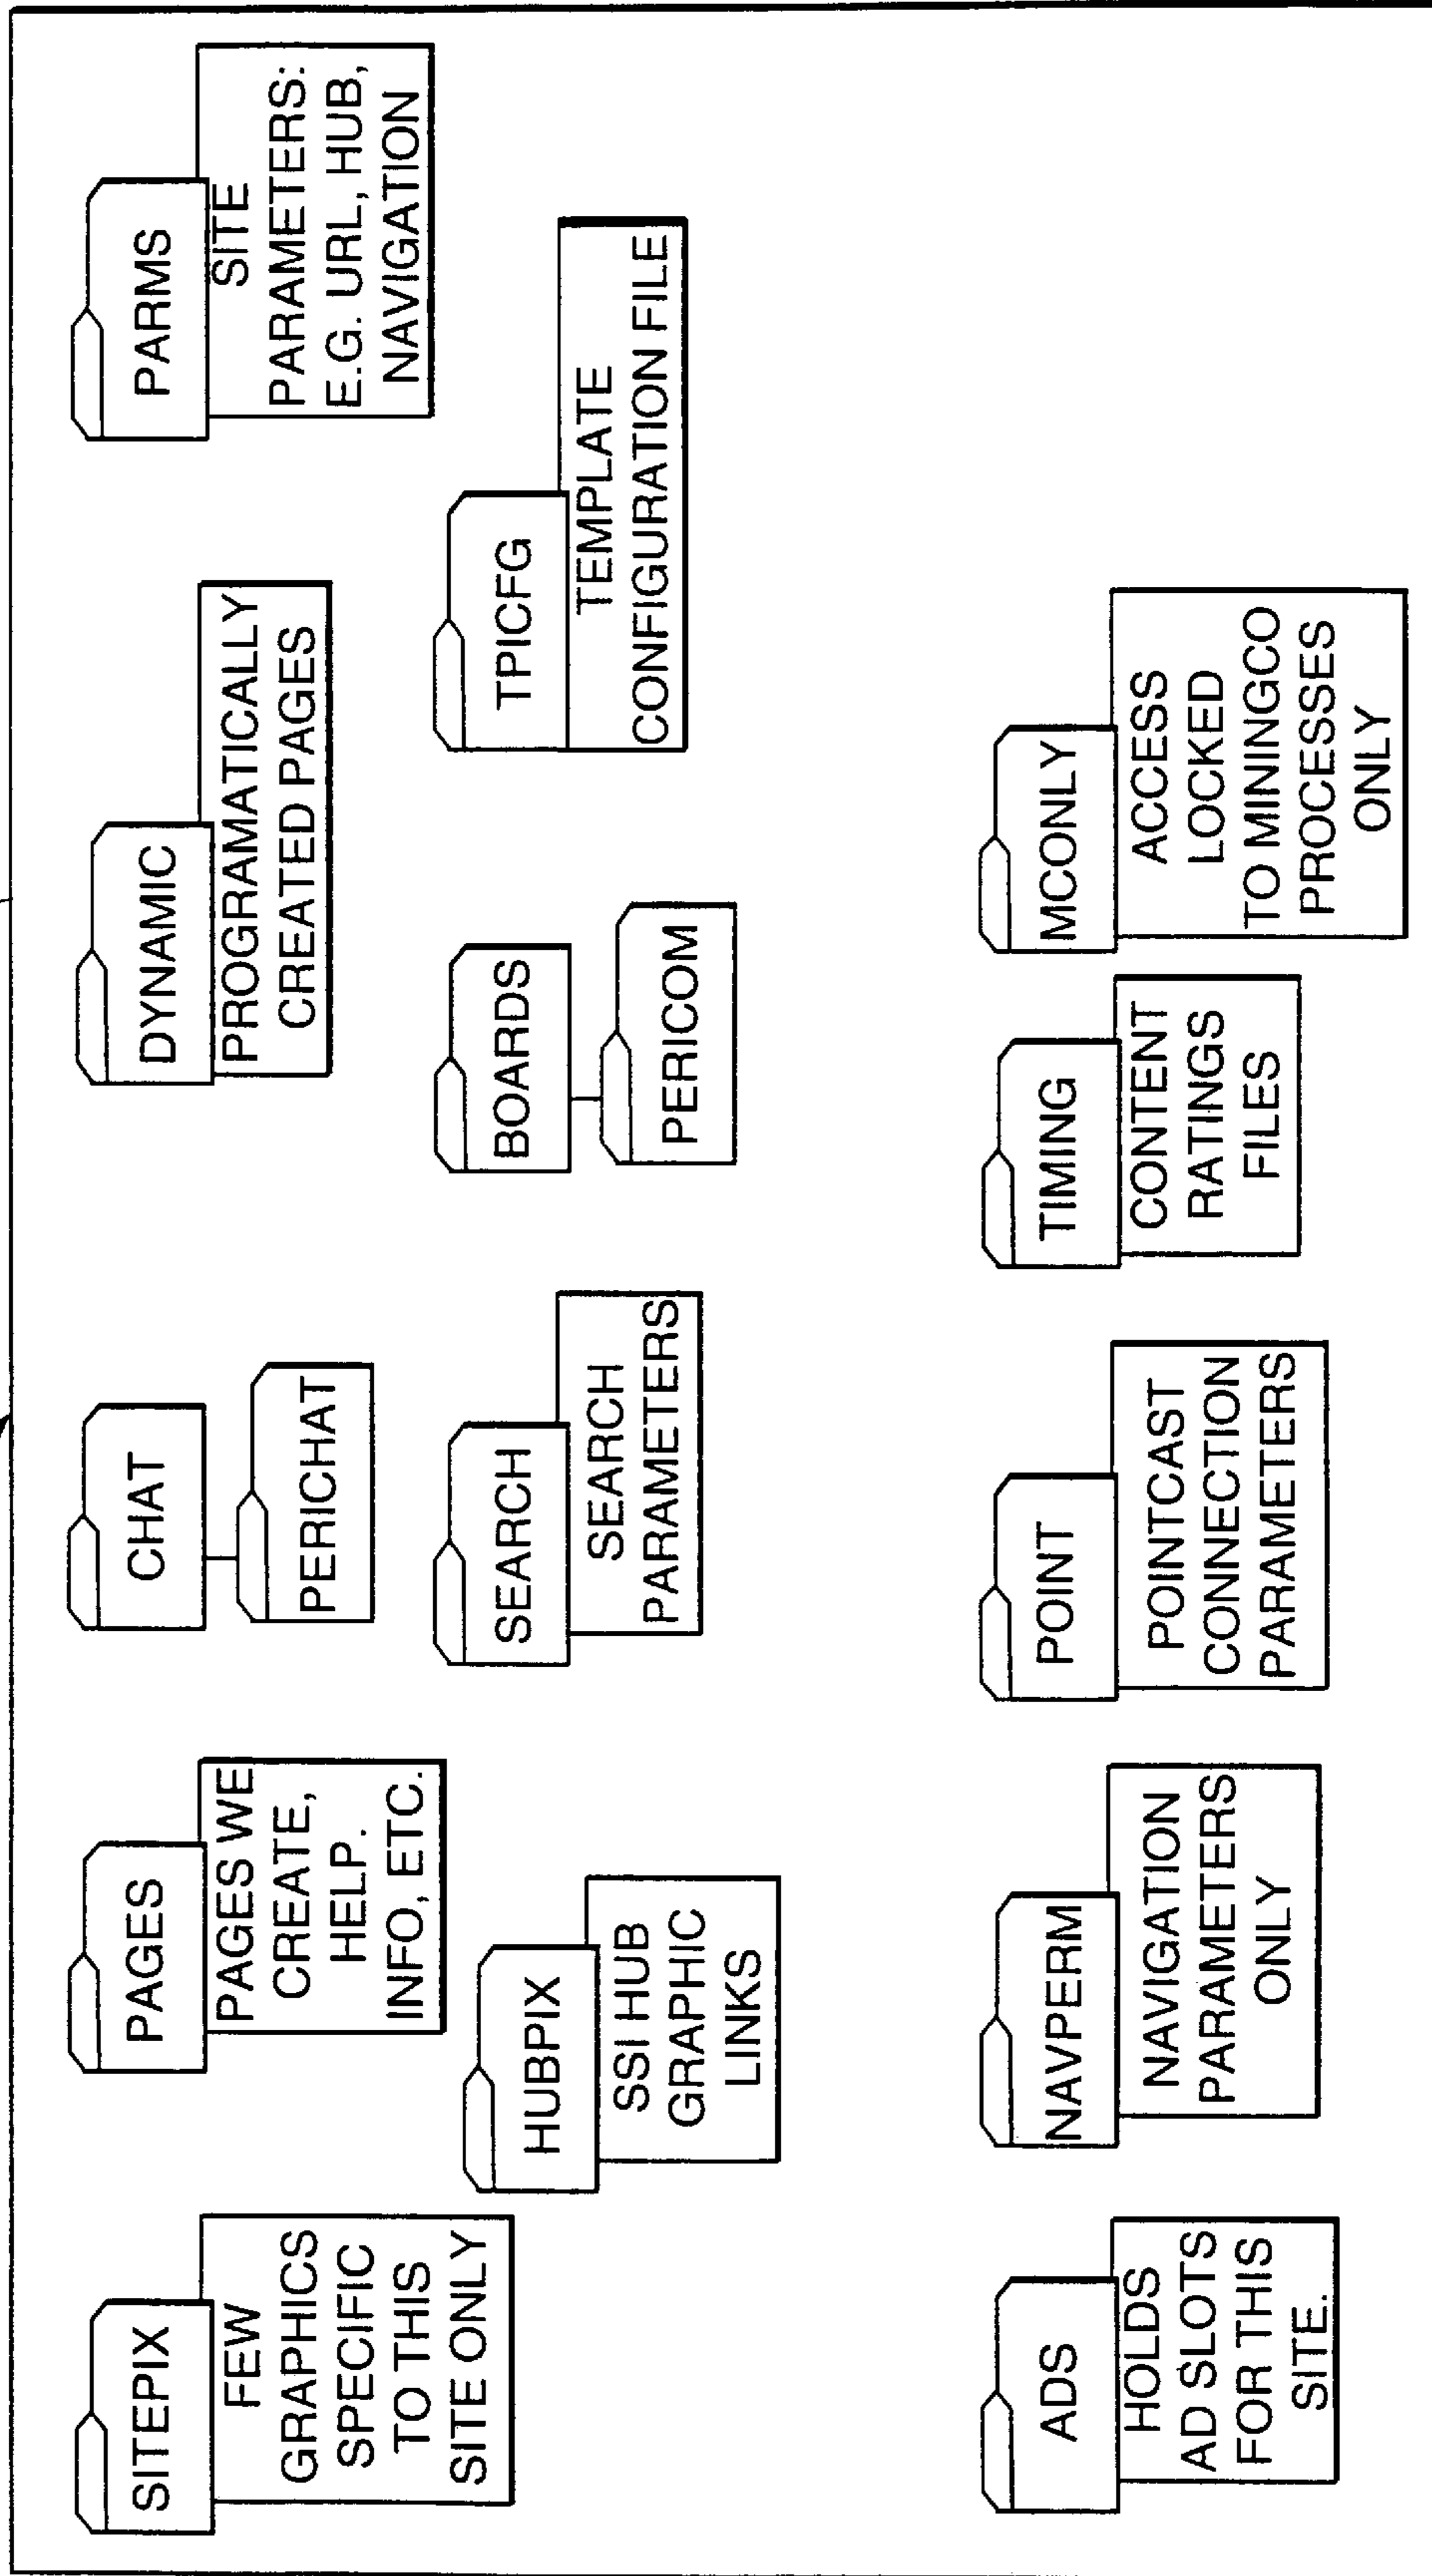 SITEPIX
FEW
GRAPHICS
SPECIFIC
TO THIS
SITE ONLY
PAGES
PAGES WE
CREATE,
HELP.
INFO, ETC.
CHAT
PERICHAT
DYNAMIC
PROGRAMATICALLY
CREATED PAGES
PARMS
SITE
PARAMETERS:
E.G. URL, HUB,
NAVIGATION
HUBPIX
SSI HUB
GRAPHIC
LINKS
SEARCH
SEARCH
PARAMETERS
BOARDS
PERICOM
TPICFG
TEMPLATE
CONFIGURATION FILE
ADS
HOLDS
AD SLOTS
FOR THIS
SITE.
NAVPERM
NAVIGATION
PARAMETERS
ONLY
POINT
POINTCAST
CONNECTION
PARAMETERS
TIMING
CONTENT
RATINGS
FILES
MCONLY
ACCESS
LOCKED
TO MININGCO
PROCESSES
ONLY